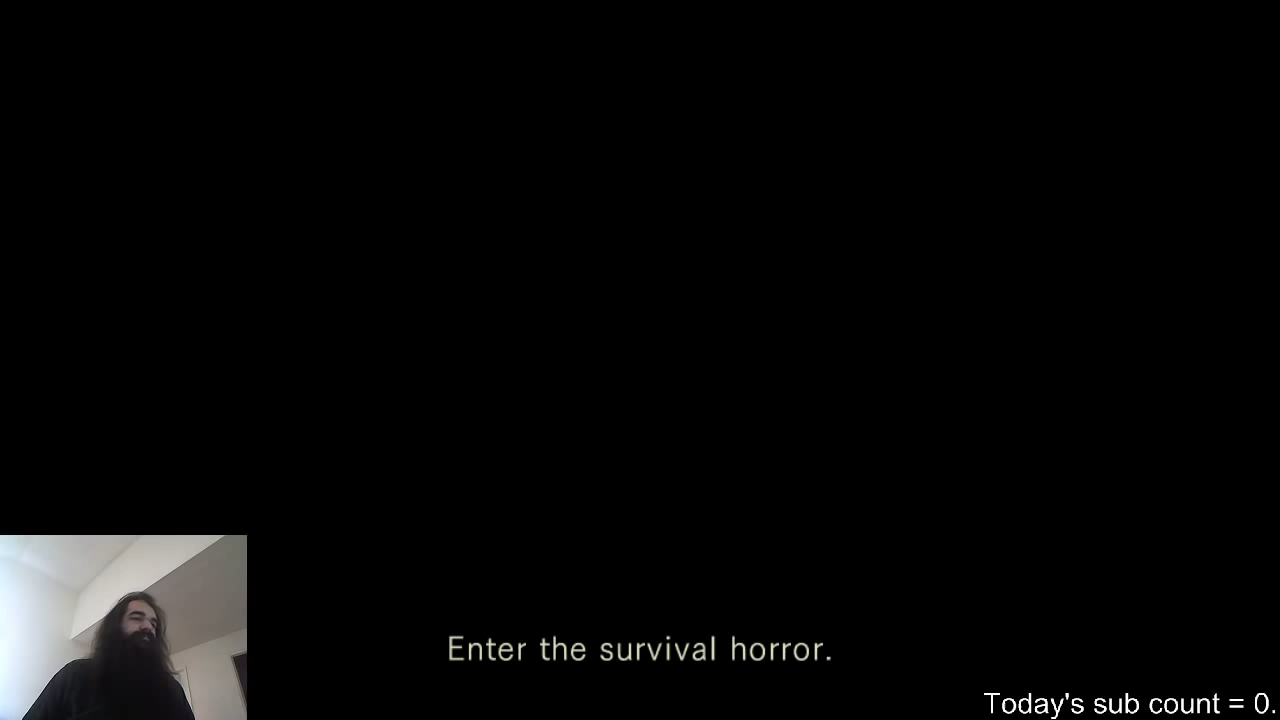 Enter the survival horror.
Today's sub count = 0.